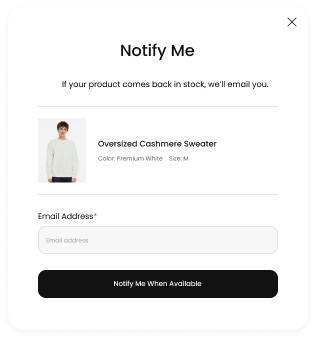 Notify Me
If your product comes back in stock, we'll email you.
Oversized Cashmere Sweater
Color: Premium White Size: M
Email Address*
Email address
Notify Me When Available